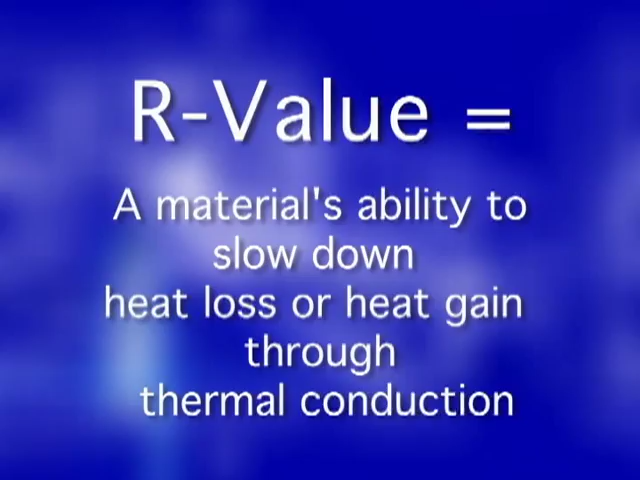 R-Value =
A material's ability to
slow down
heat loss or heat gain
through
thermal conduction